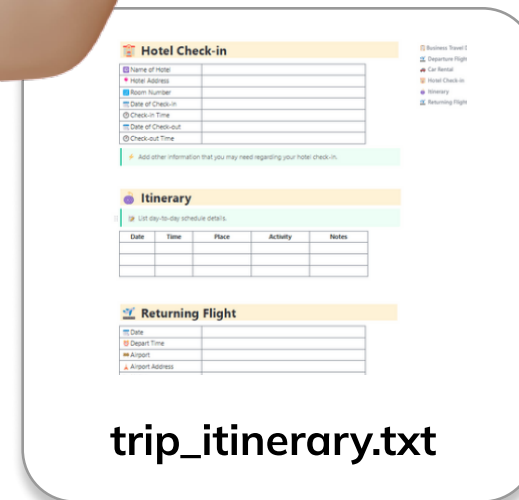 Hotel Check-in
Name of Hotel
Hotel Address
Room Number
Date of Check-in
Check-in Time
Date of Check-out
Check-out Time
Add other information that you may need regarding your hotel check-in.
Itinerary
List day-to-day schedule details.
Date Time Place Activity Notes
Returning Flight
Date
Depart Time
Airport
Airport Address
Business Travel
Departure Fligh
Car Rental
Hotel Check-in
Itinerary
Returning Flight
trip_itinerary.txt